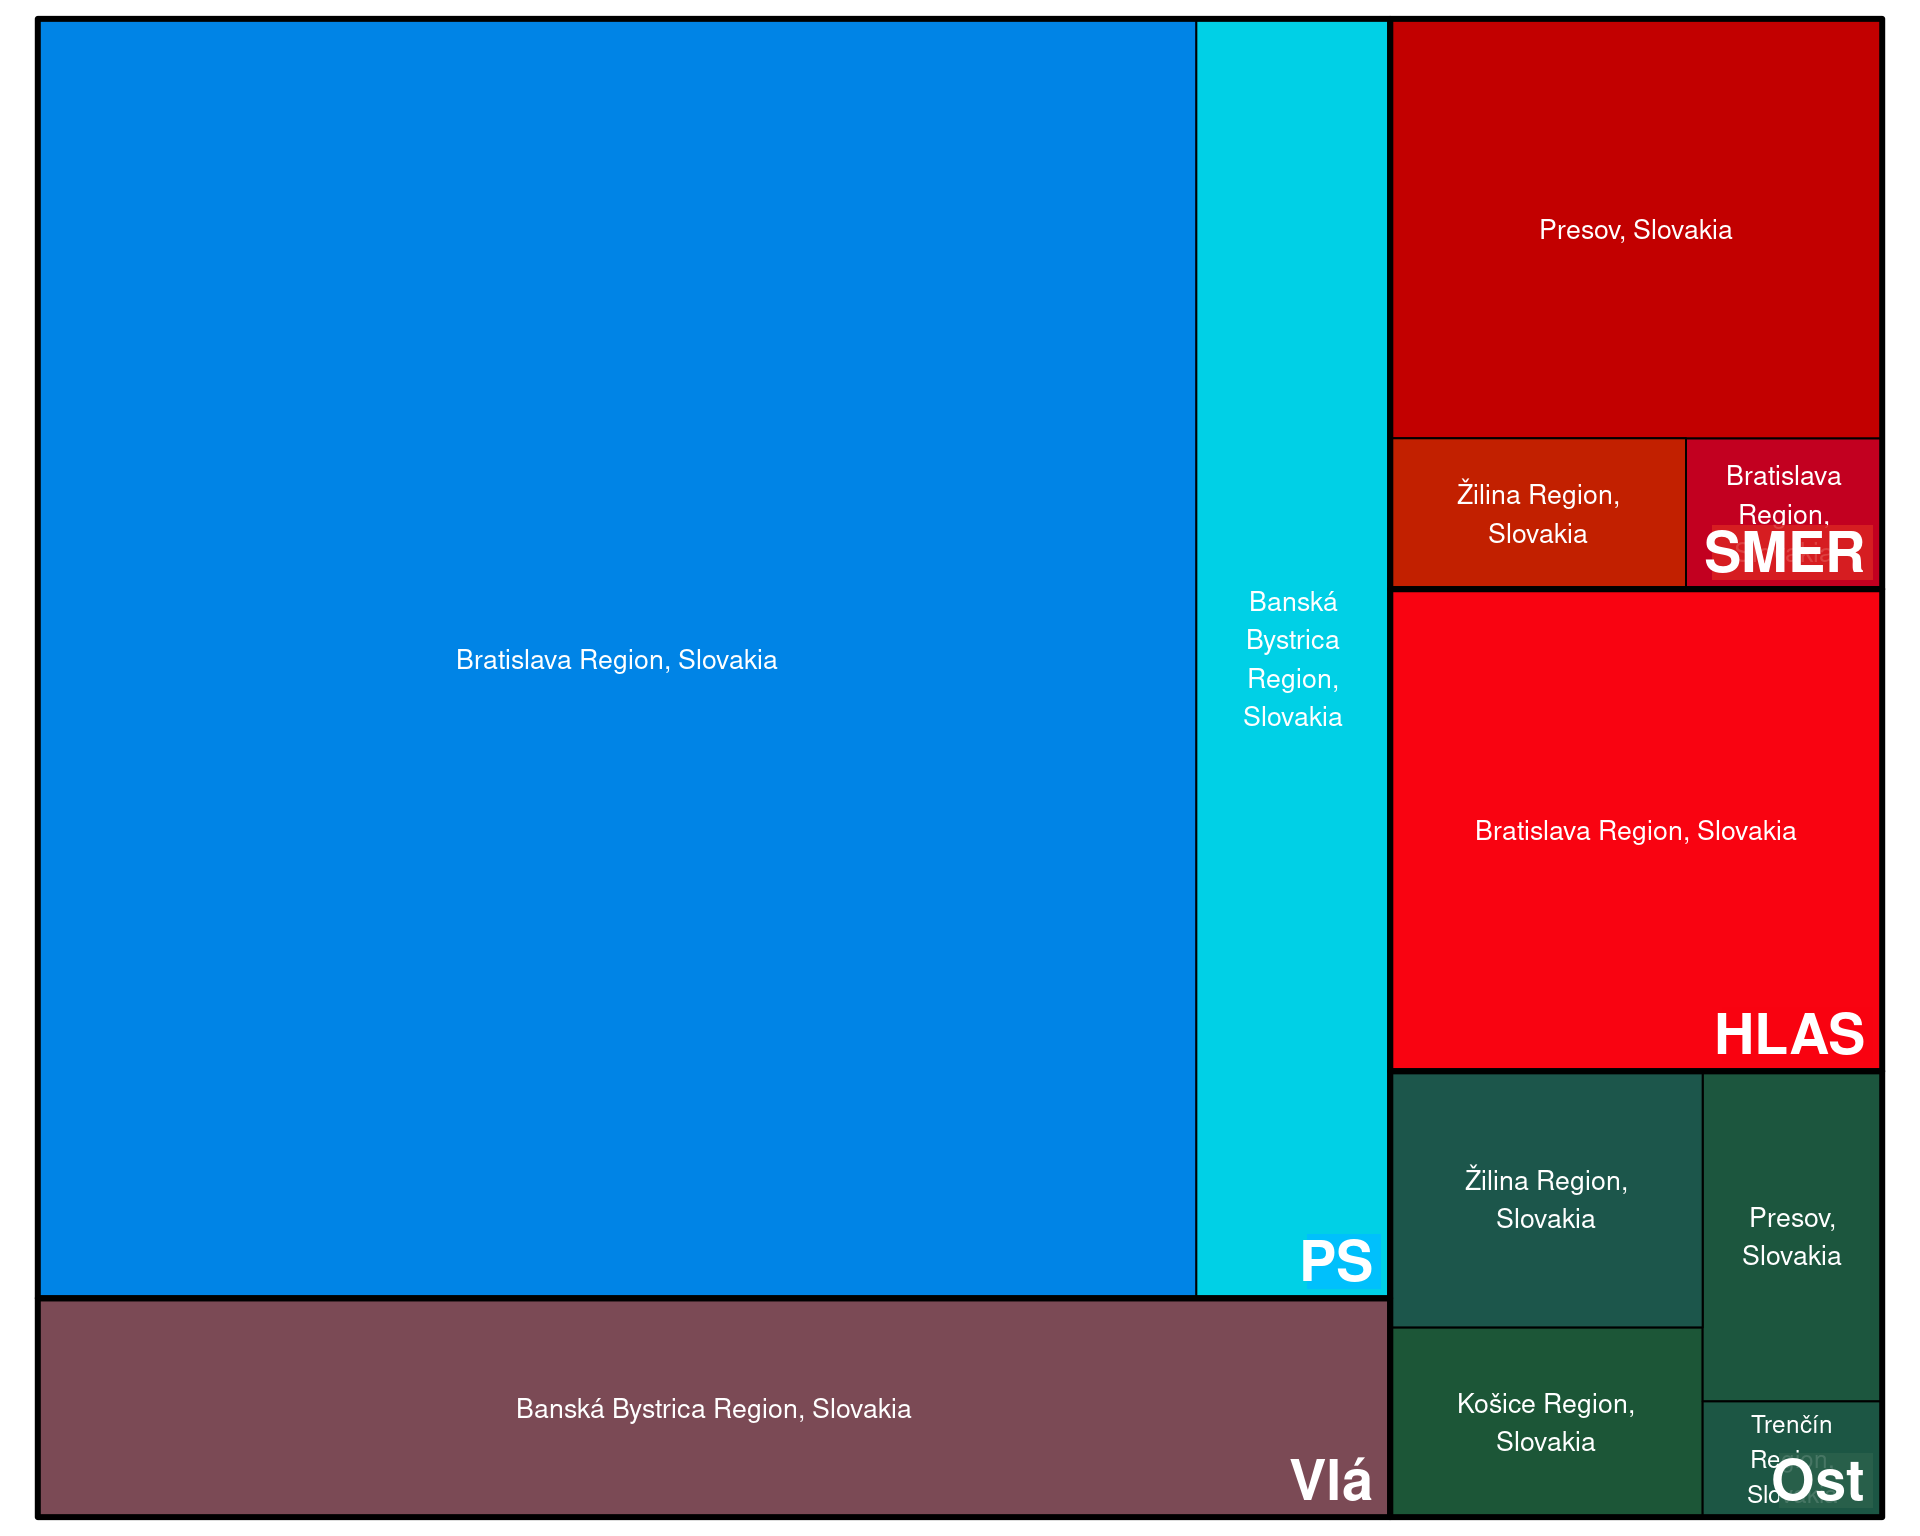 Bratislava Region, Slovakia
Banská
Bystrica
Region,
Slovakia
PS
Banská Bystrica Region, Slovakia
Vlá
Presov, Slovakia
Žilina Region,
Slovakia
Bratislava
Region,
SMER
Bratislava Region, Slovakia
HLAS
Žilina Region,
Slovakia
Presov,
Slovakia
Košice Region,
Slovakia
Trenčín
Region,
Ost